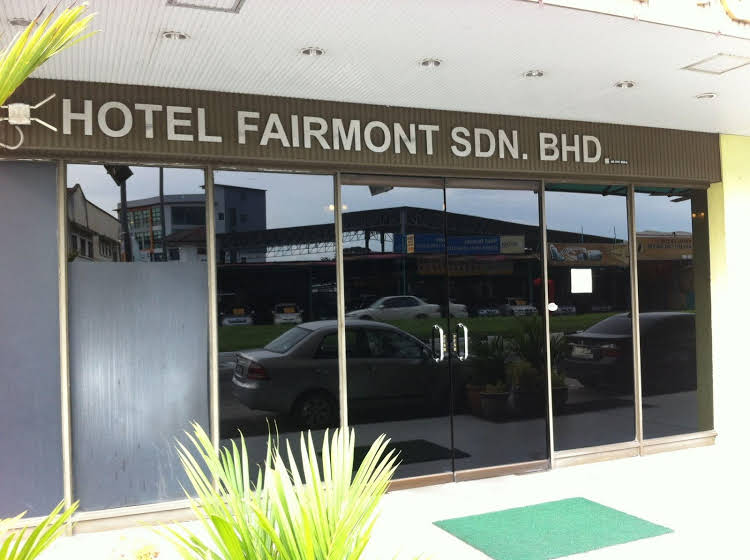 HOTEL FAIRMONT SDN. BHD.